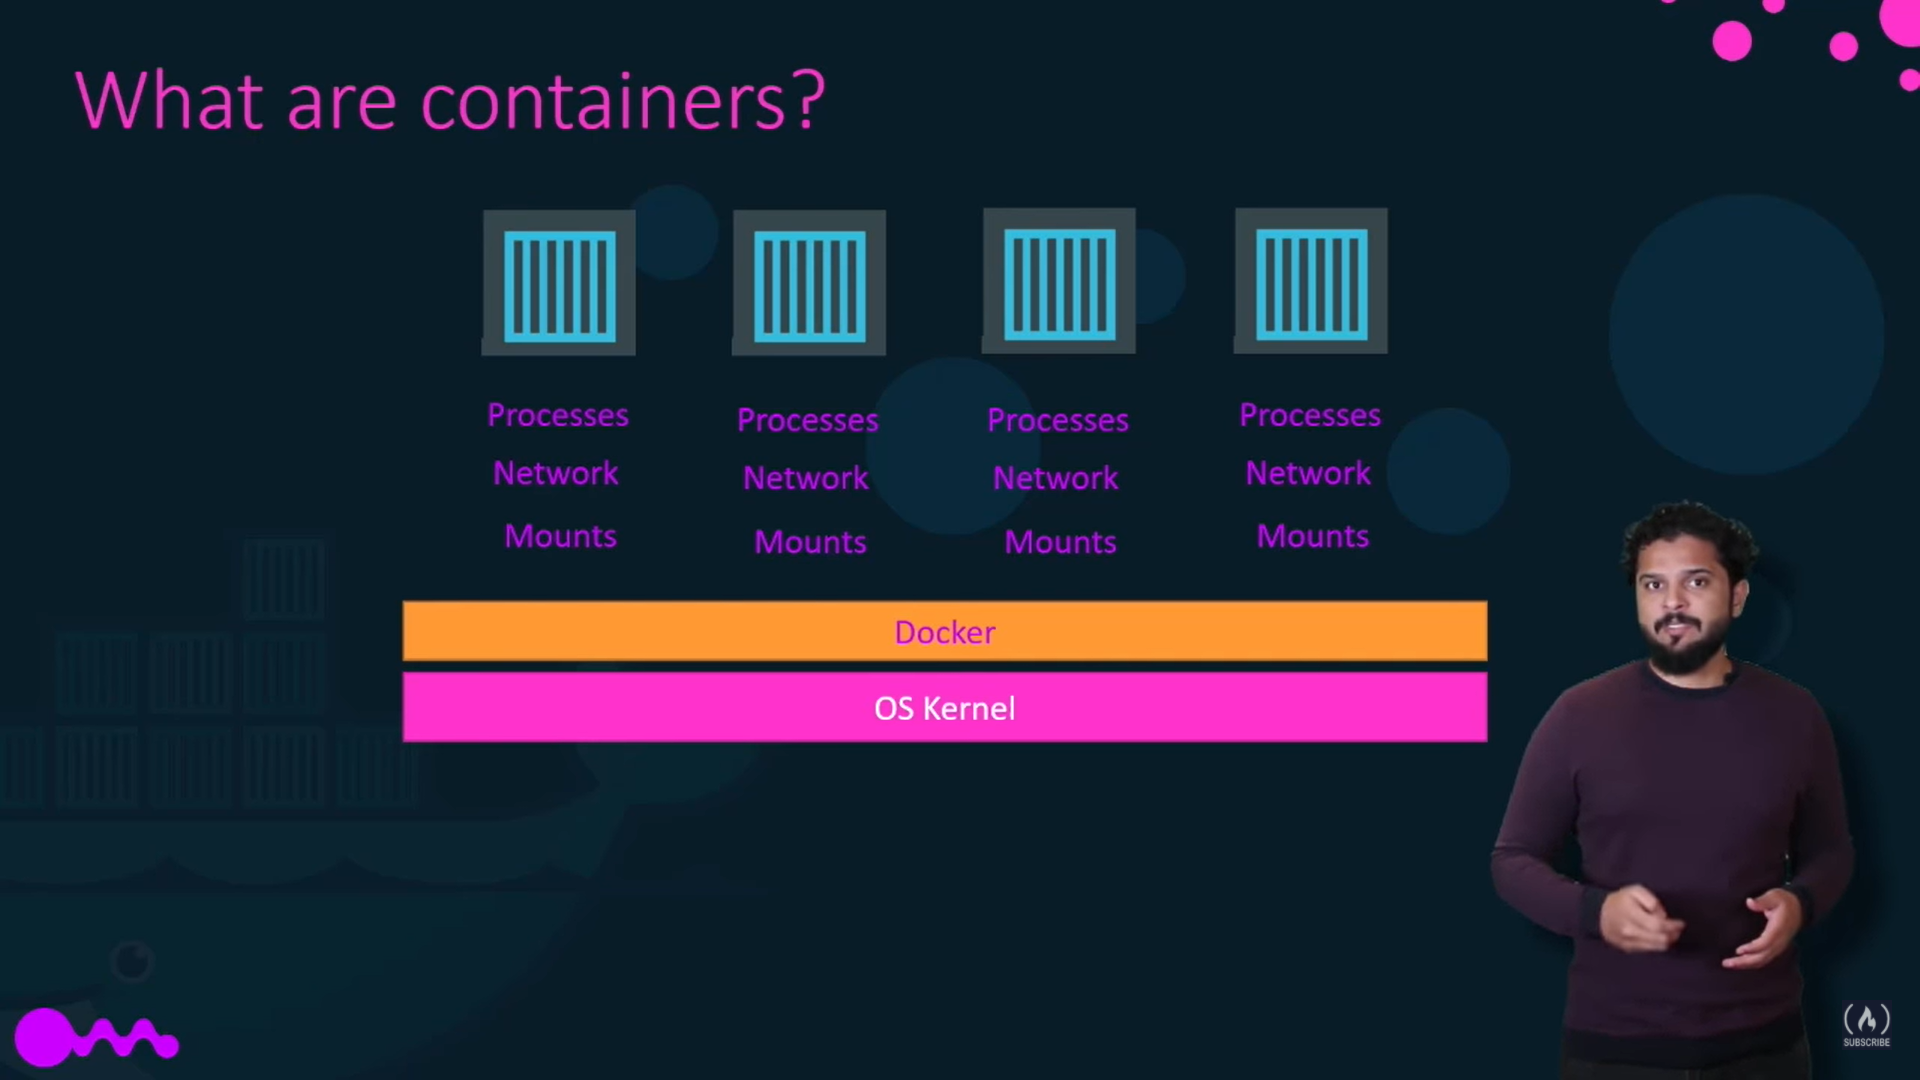 What are containers?
Processes Processes Processes Processes
Network Network Network Network
Mounts Mounts Mounts Mounts
Docker
OS Kernel
SUBSCRIBE